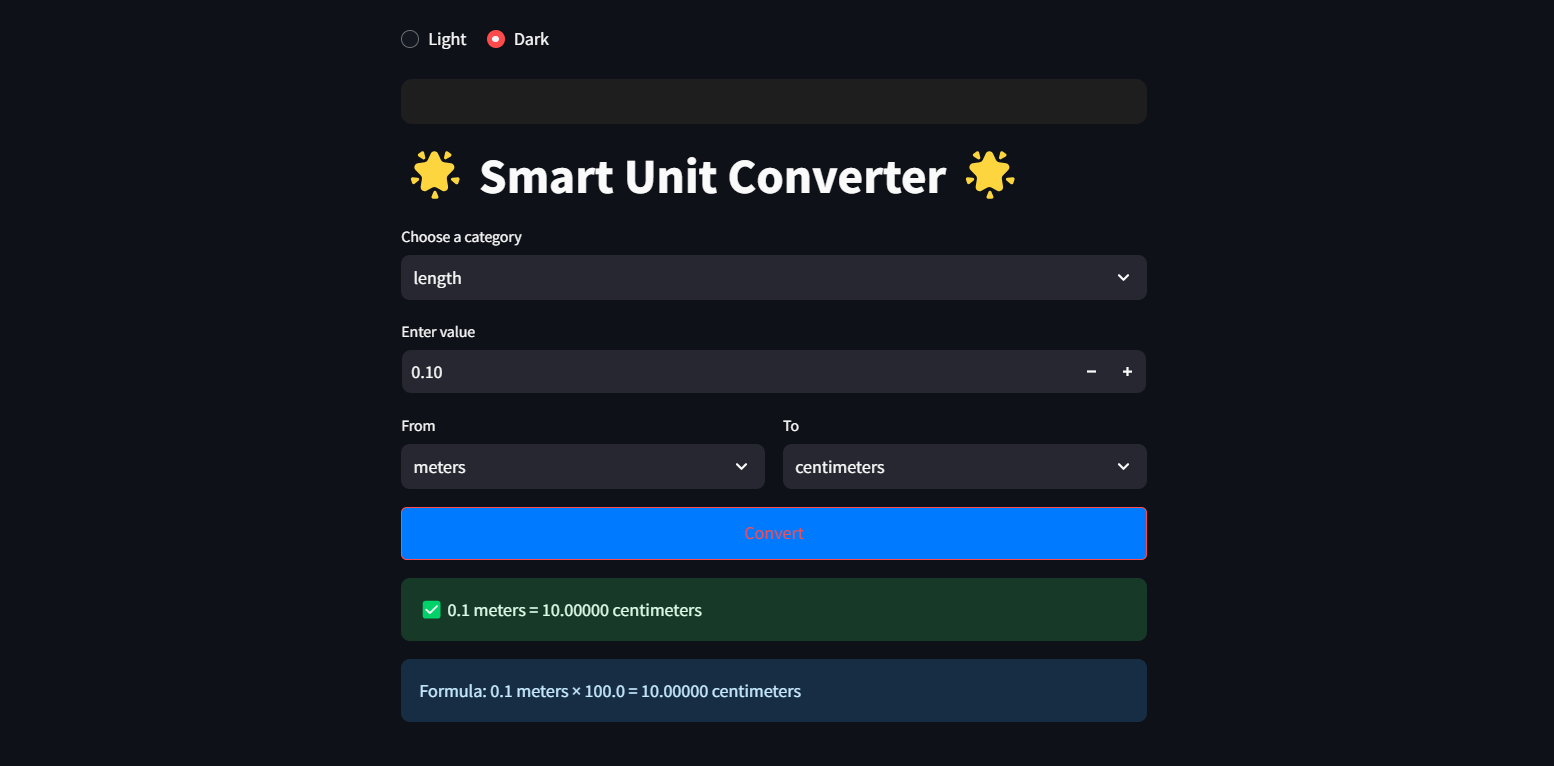 Light Dark
🌟 Smart Unit Converter 🌟
Choose a category
length
Enter value
0.10 − +
From To
meters centimeters
Convert
✅ 0.1 meters = 10.00000 centimeters
Formula: 0.1 meters × 100.0 = 10.00000 centimeters